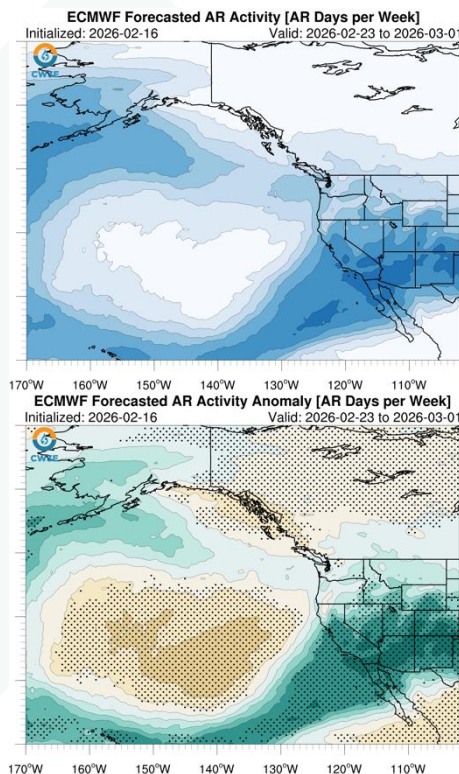 ECMWF Forecasted AR Activity [AR Days per Week]
Initialized: 2026-02-16 Valid: 2026-02-23 to 2026-03-01
CW3E
170°W 160°W 150°W 140°W 130°W 120°W 110°W
ECMWF Forecasted AR Activity Anomaly [AR Days per Week]
Initialized: 2026-02-16 Valid: 2026-02-23 to 2026-03-01
CW3E
170°W 160°W 150°W 140°W 130°W 120°W 110°W